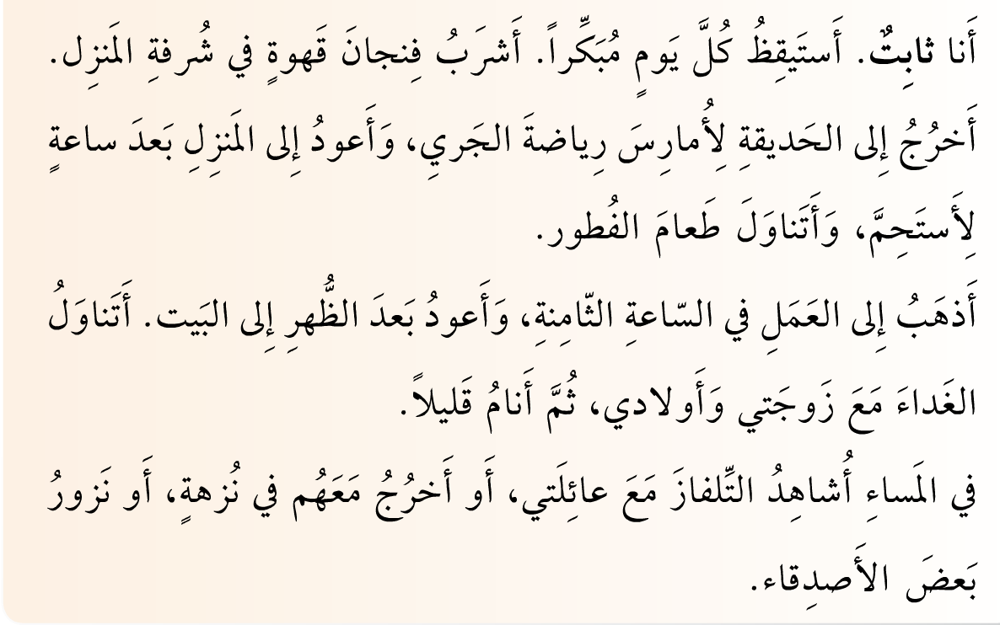 أَنا ثابِتٌ. أَستَيقِظُ كُلَّ يَومٍ مُبَكِّراً. أَشرَبُ فِنجانَ قَهوةٍ في شُرفةِ المَنزِل.
أَخرُجُ إِلى الحَديقةِ لِأُمارِسَ رِياضةَ الجَريِ، وَأَعودُ إِلى المَنزِلِ بَعدَ ساعةٍ
لِأَستَحِمَّ، وَأَتَناوَلَ طَعامَ الفُطور.
أَذهَبُ إِلى العَمَلِ في السّاعةِ الثّامِنةِ، وَأَعودُ بَعدَ الظُّهرِ إِلى البَيت. أَتَناوَلُ
الغَداءَ مَعَ زَوجَتي وَأَولادي، ثُمَّ أَنامُ قَليلاً.
في المَساءِ أُشاهِدُ التِّلفازَ مَعَ عائِلَتي، أَو أَخرُجُ مَعَهُم في نُزهةٍ، أَو نَزورُ
بَعضَ الأَصدِقاء.